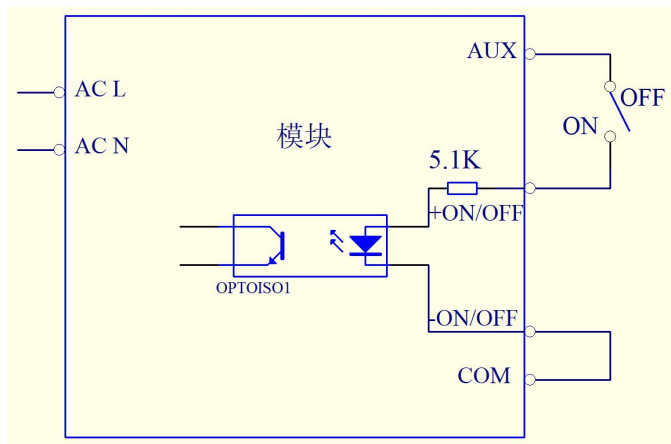 AUX
AC L
OFF
ON
模块
AC N
5.1K
+ON/OFF
OPTOISO1
-ON/OFF
COM